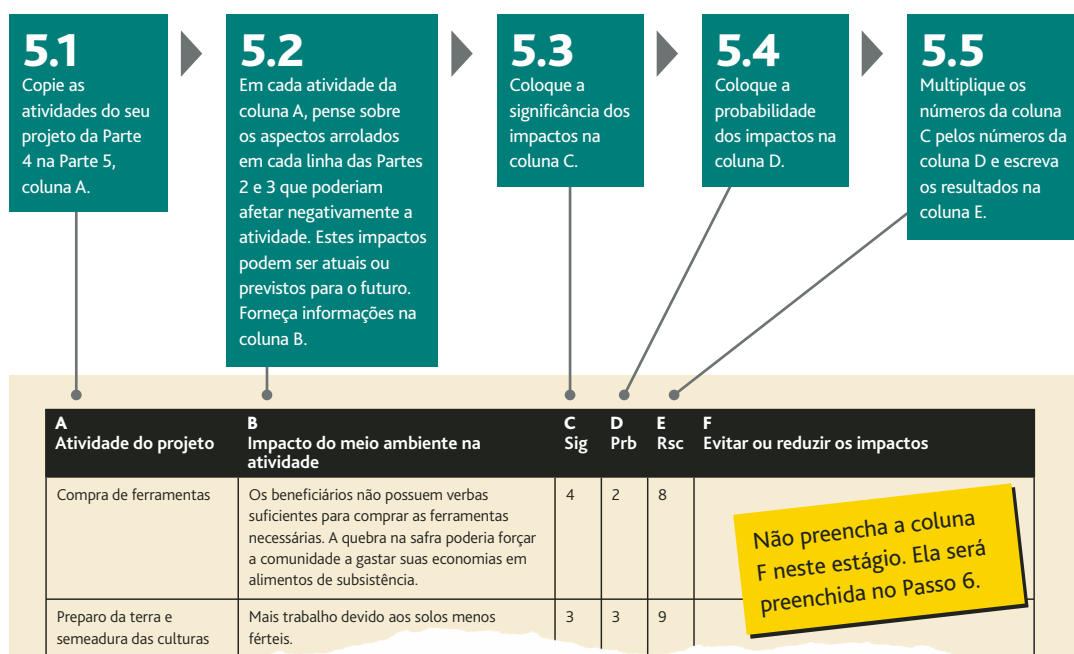 5.1
Copie as
atividades do seu
projeto da Parte
4 na Parte 5,
coluna A.
5.2
Em cada atividade da
coluna A, pense sobre
os aspectos arrolados
em cada linha das Partes
2 e 3 que poderiam
afetar negativamente a
atividade. Estes impactos
podem ser atuais ou
previstos para o futuro.
Forneça informações na
coluna B.
5.3
Coloque a
significância dos
impactos na
coluna C.
5.4
Coloque a
probabilidade
dos impactos na
coluna D.
5.5
Multiplique os
números da coluna
C pelos números da
coluna D e escreva
os resultados na
coluna E.
A
Atividade do projeto
B
Impacto do meio ambiente na
atividade
C
Sig
D
Prb
E
Rsc
F
Evitar ou reduzir os impactos
Compra de ferramentas
Os beneficiários não possuem verbas
suficientes para comprar as ferramentas
necessárias. A quebra na safra poderia forçar
a comunidade a gastar suas economias em
alimentos de subsistência.
4
2
8
Não preencha a coluna
F neste estágio. Ela será
preenchida no Passo 6.
Preparo da terra e
semeadura das culturas
Mais trabalho devido aos solos menos
férteis.
3
3
9